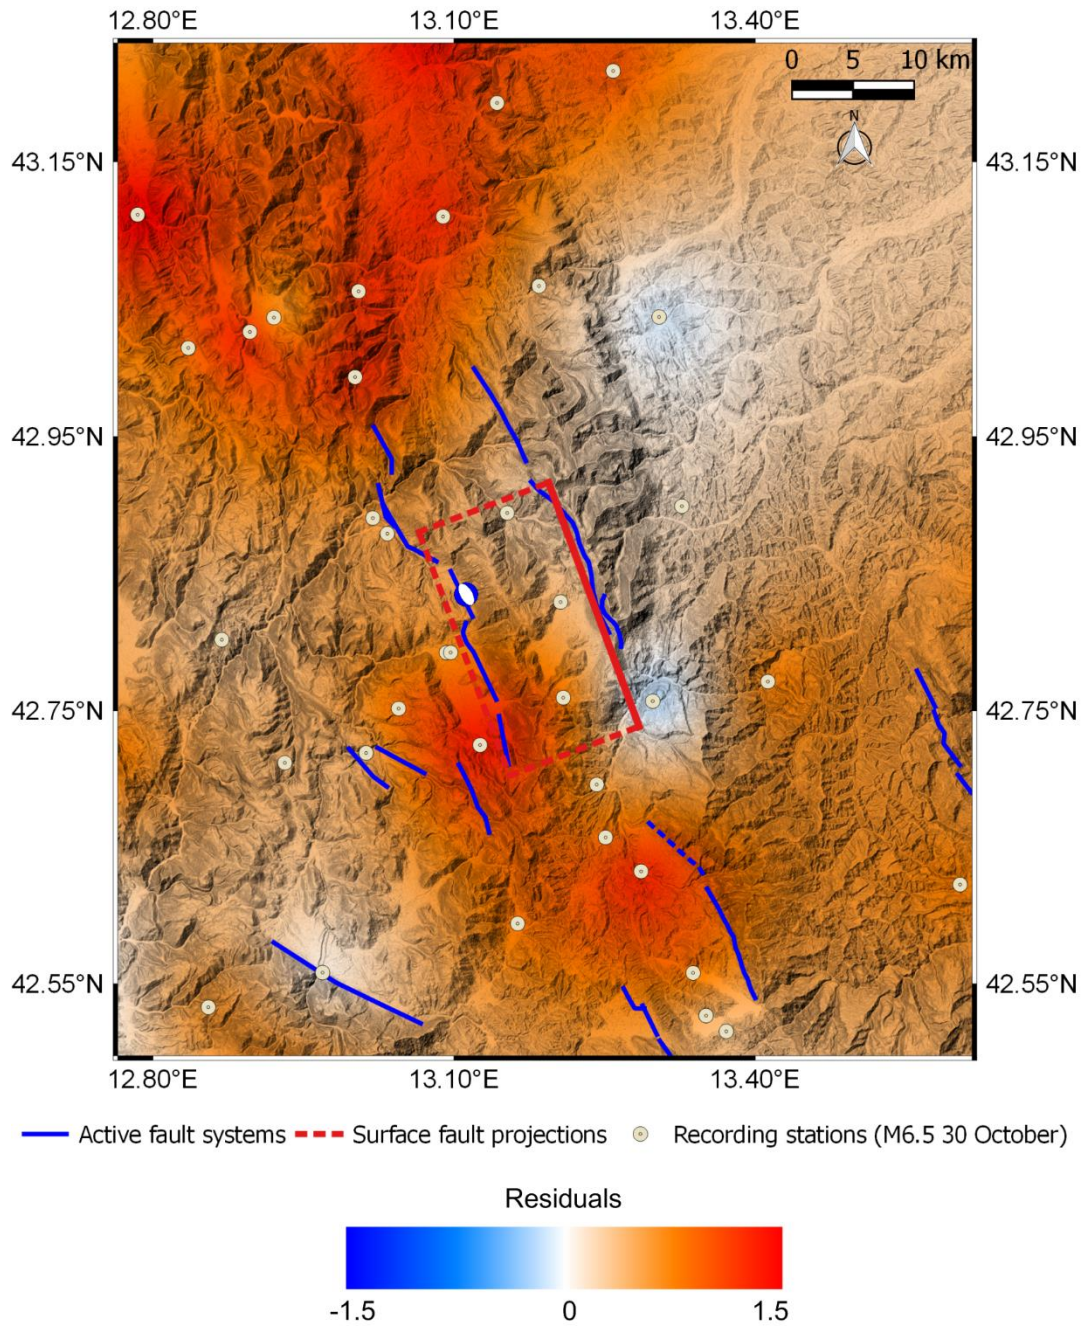 12.80°E 13.10°E 13.40°E
0 5 10 km
N
43.15°N 43.15°N
42.95°N 42.95°N
42.75°N 42.75°N
42.55°N 42.55°N
12.80°E 13.10°E 13.40°E
Active fault systems Surface fault projections Recording stations (M6.5 30 October)
Residuals
-1.5 0 1.5